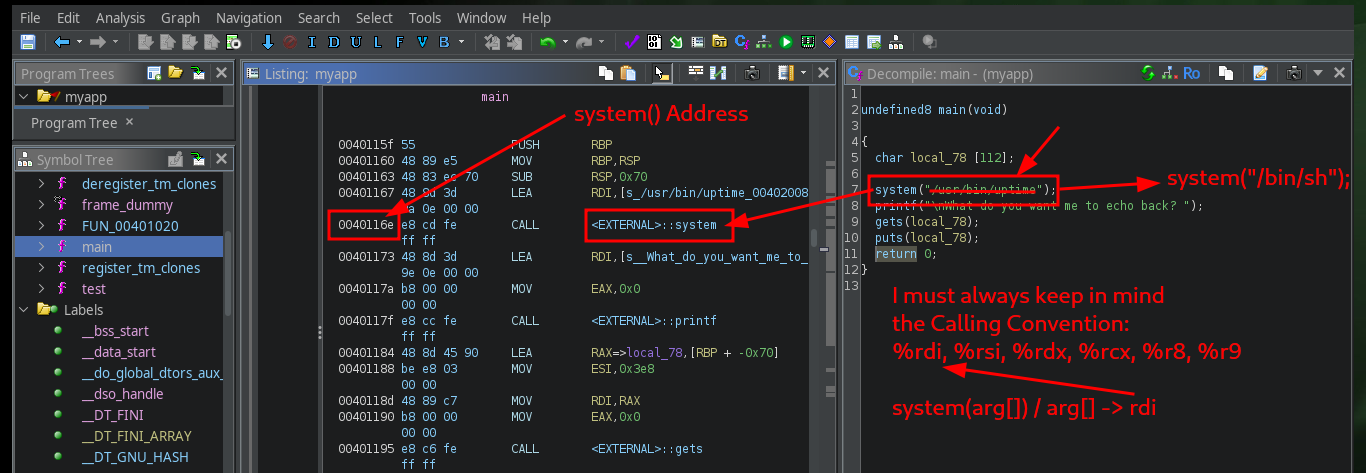 File Edit Analysis Graph Navigation Search Select Tools Window Help
I D U L F V B
Program Trees
myapp
Program Tree ×
Symbol Tree
deregister_tm_clones
frame_dummy
FUN_00401020
main
register_tm_clones
test
Labels
__bss_start
__data_start
__do_global_dtors_aux_
__dso_handle
__DT_FINI
__DT_FINI_ARRAY
__DT_GNU_HASH
Listing: myapp
main
system() Address
0040115f 55 PUSH RBP
00401160 48 89 e5 MOV RBP,RSP
00401163 48 83 ec 70 SUB RSP,0x70
00401167 48 8d 3d LEA RDI,[s_/usr/bin/uptime_00402008
0e 00 00
0040116e e8 cd fe CALL <EXTERNAL>::system
ff ff
00401173 48 8d 3d LEA RDI,[s__What_do_you_want_me_to_
9e 0e 00 00
0040117a b8 00 00 MOV EAX,0x0
00 00
0040117f e8 cc fe CALL <EXTERNAL>::printf
ff ff
00401184 48 8d 45 90 LEA RAX=>local_78,[RBP + -0x70]
00401188 be e8 03 MOV ESI,0x3e8
00 00
0040118d 48 89 c7 MOV RDI,RAX
00401190 b8 00 00 MOV EAX,0x0
00 00
00401195 e8 c6 fe CALL <EXTERNAL>::gets
ff ff
Decompile: main - (myapp)
Ro
1
2 undefined8 main(void)
3
4 {
5 char local_78 [112];
6
7 system("/usr/bin/uptime");
8 printf("\nWhat do you want me to echo back? ");
9 gets(local_78);
10 puts(local_78);
11 return 0;
12 }
13
system("/bin/sh");
I must always keep in mind
the Calling Convention:
%rdi, %rsi, %rdx, %rcx, %r8, %r9
system(arg[]) / arg[] -> rdi